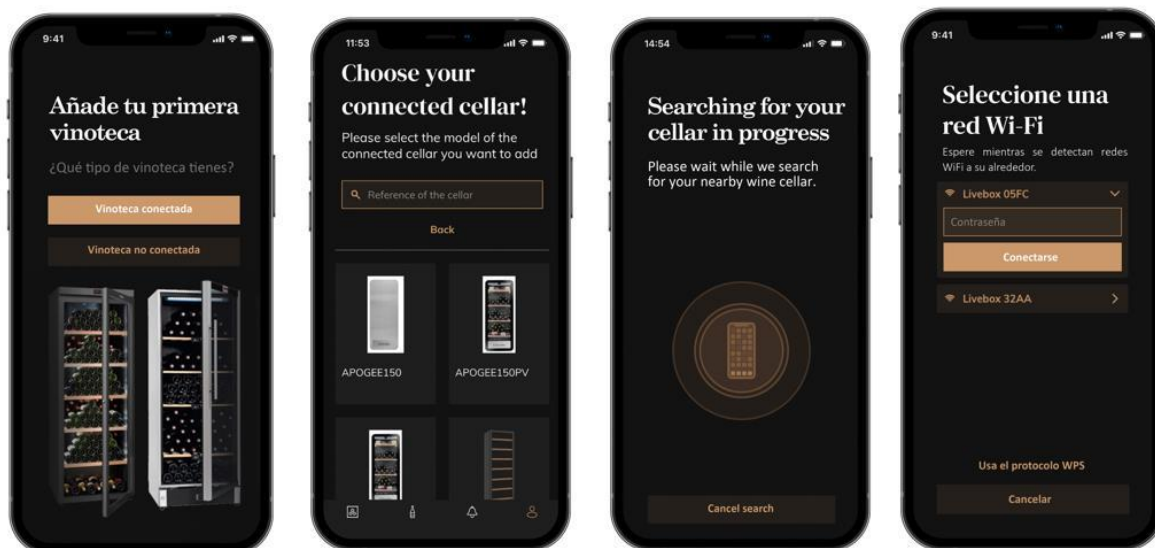 9:41
Añade tu primera
vinoteca
¿Qué tipo de vinoteca tienes?
Vinoteca conectada
Vinoteca no conectada
11:53
Choose your
connected cellar!
Please select the model of the
connected cellar you want to add
Reference of the cellar
Back
APOGEE150
APOGEE150PV
14:54
Searching for your
cellar in progress
Please wait while we search
for your nearby wine cellar.
Cancel search
9:41
Seleccione una
red Wi-Fi
Espere mientras se detectan redes
WiFi a su alrededor.
Livebox 05FC
Contraseña
Conectarse
Livebox 32AA
Usa el protocolo WPS
Cancelar